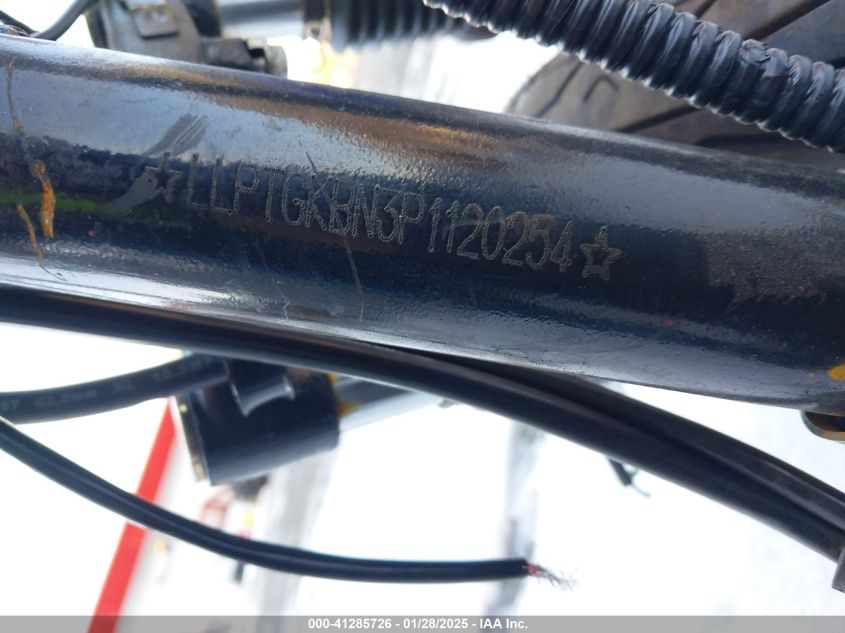 ☆LLPTGKBN3P1120254☆
000-41285726 - 01/28/2025 - IAA Inc.